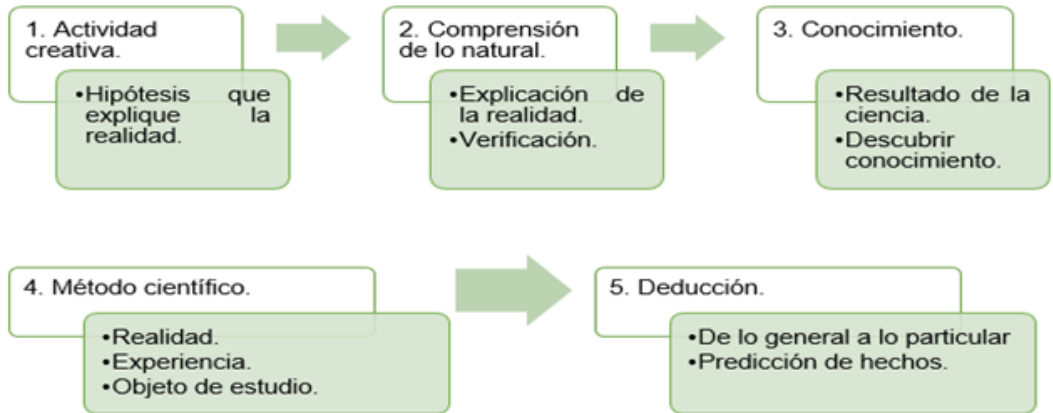 1. Actividad
creativa.
•Hipótesis que
explique la
realidad.
2. Comprensión
de lo natural.
•Explicación de
la realidad.
•Verificación.
3. Conocimiento.
•Resultado de la
ciencia.
•Descubrir
conocimiento.
4. Método científico.
•Realidad.
•Experiencia.
•Objeto de estudio.
5. Deducción.
•De lo general a lo particular
•Predicción de hechos.